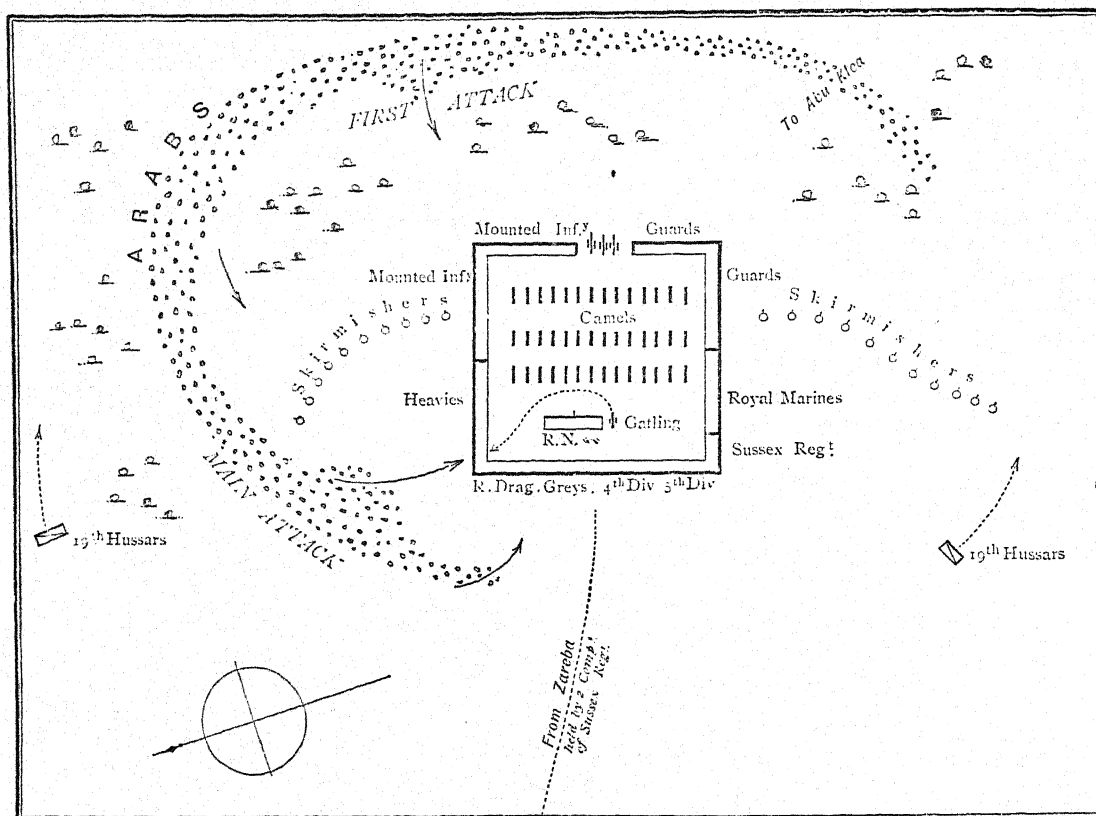 ARABS
FIRST ATTACK
To Abu Klea
Mounted Inf.y
Guards
Mounted Infy
Guards
Skirmishers
Camels
Skirmishers
Heavies
Gatling
Royal Marines
R.N.
Sussex Regt.
MAIN ATTACK
R.Drag.Greys. 4th Div 5th Div
19th Hussars
19th Hussars
From Zareba
held by 2 Comps.
of Sussex Regt.